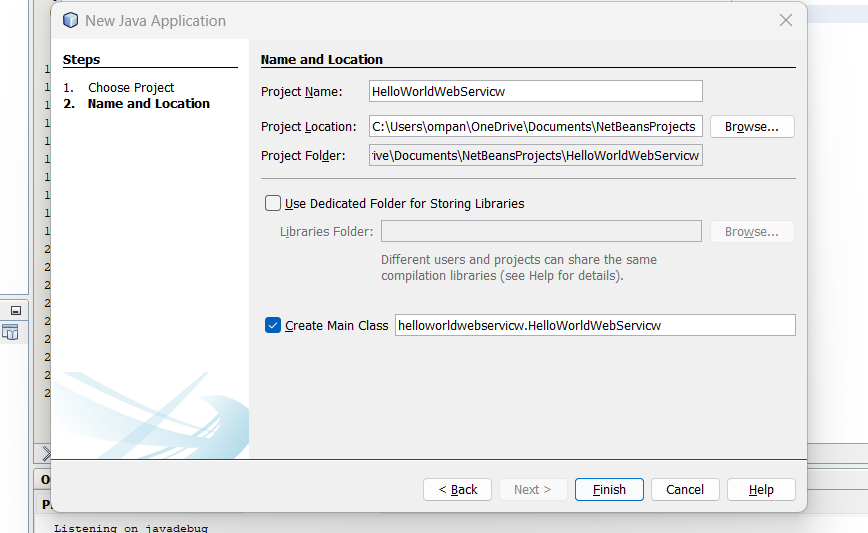 New Java Application
Steps
1. Choose Project
2. Name and Location
Name and Location
Project Name: HelloWorldWebServicw
Project Location: C:\Users\ompan\OneDrive\Documents\NetBeansProjects Browse...
Project Folder: rive\Documents\NetBeansProjects\HelloWorldWebServicw
Use Dedicated Folder for Storing Libraries
Libraries Folder: Browse...
Different users and projects can share the same
compilation libraries (see Help for details).
Create Main Class helloworldwebservicw.HelloWorldWebServicw
< Back Next > Finish Cancel Help
Listening on javadebug